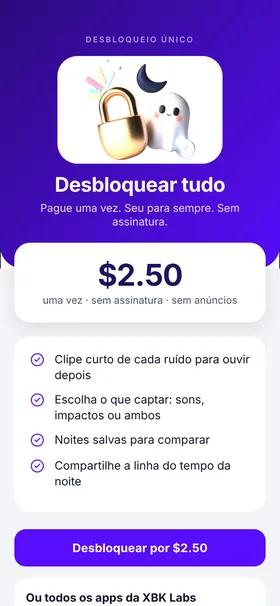 DESBLOQUEIO ÚNICO
Desbloquear tudo
Pague uma vez. Seu para sempre. Sem
assinatura.
$2.50
uma vez · sem assinatura · sem anúncios
Clipe curto de cada ruído para ouvir
depois
Escolha o que captar: sons,
impactos ou ambos
Noites salvas para comparar
Compartilhe a linha do tempo da
noite
Desbloquear por $2.50
Ou todos os apps da XBK Labs